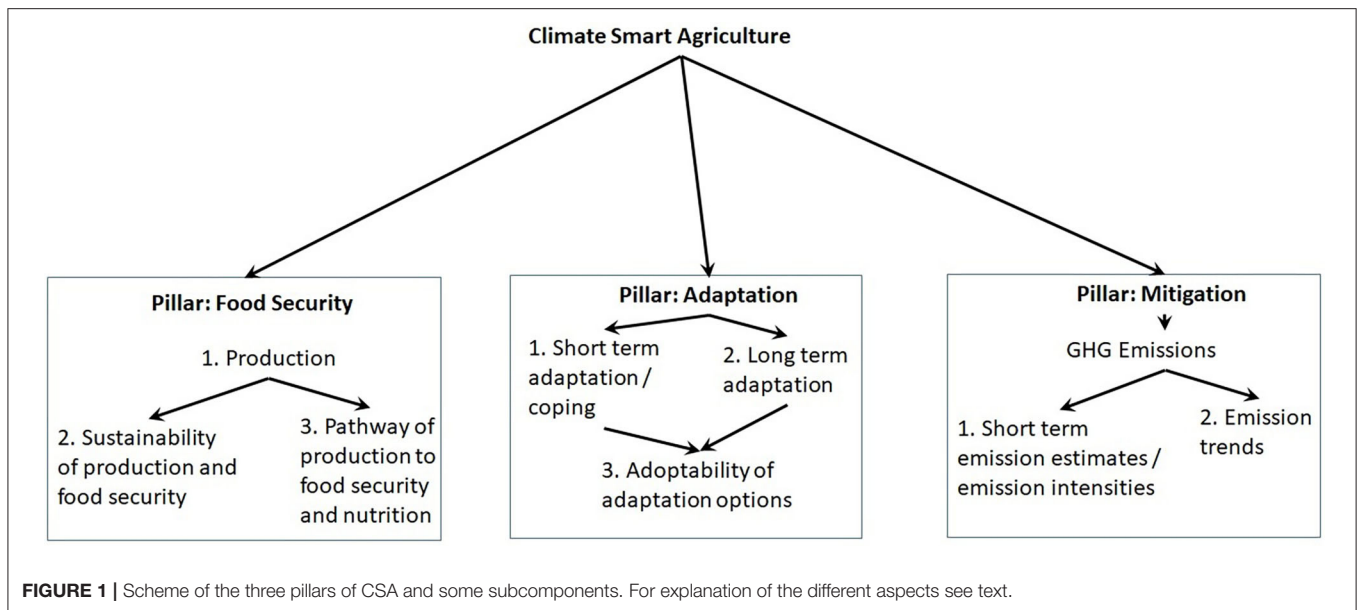 Climate Smart Agriculture
Pillar: Food Security
1. Production
2. Sustainability
of production and
food security
3. Pathway of
production to
food security
and nutrition
Pillar: Adaptation
1. Short term
adaptation /
coping
2. Long term
adaptation
3. Adoptability of
adaptation options
Pillar: Mitigation
GHG Emissions
1. Short term
emission estimates /
emission intensities
2. Emission
trends
FIGURE 1 | Scheme of the three pillars of CSA and some subcomponents. For explanation of the different aspects see text.